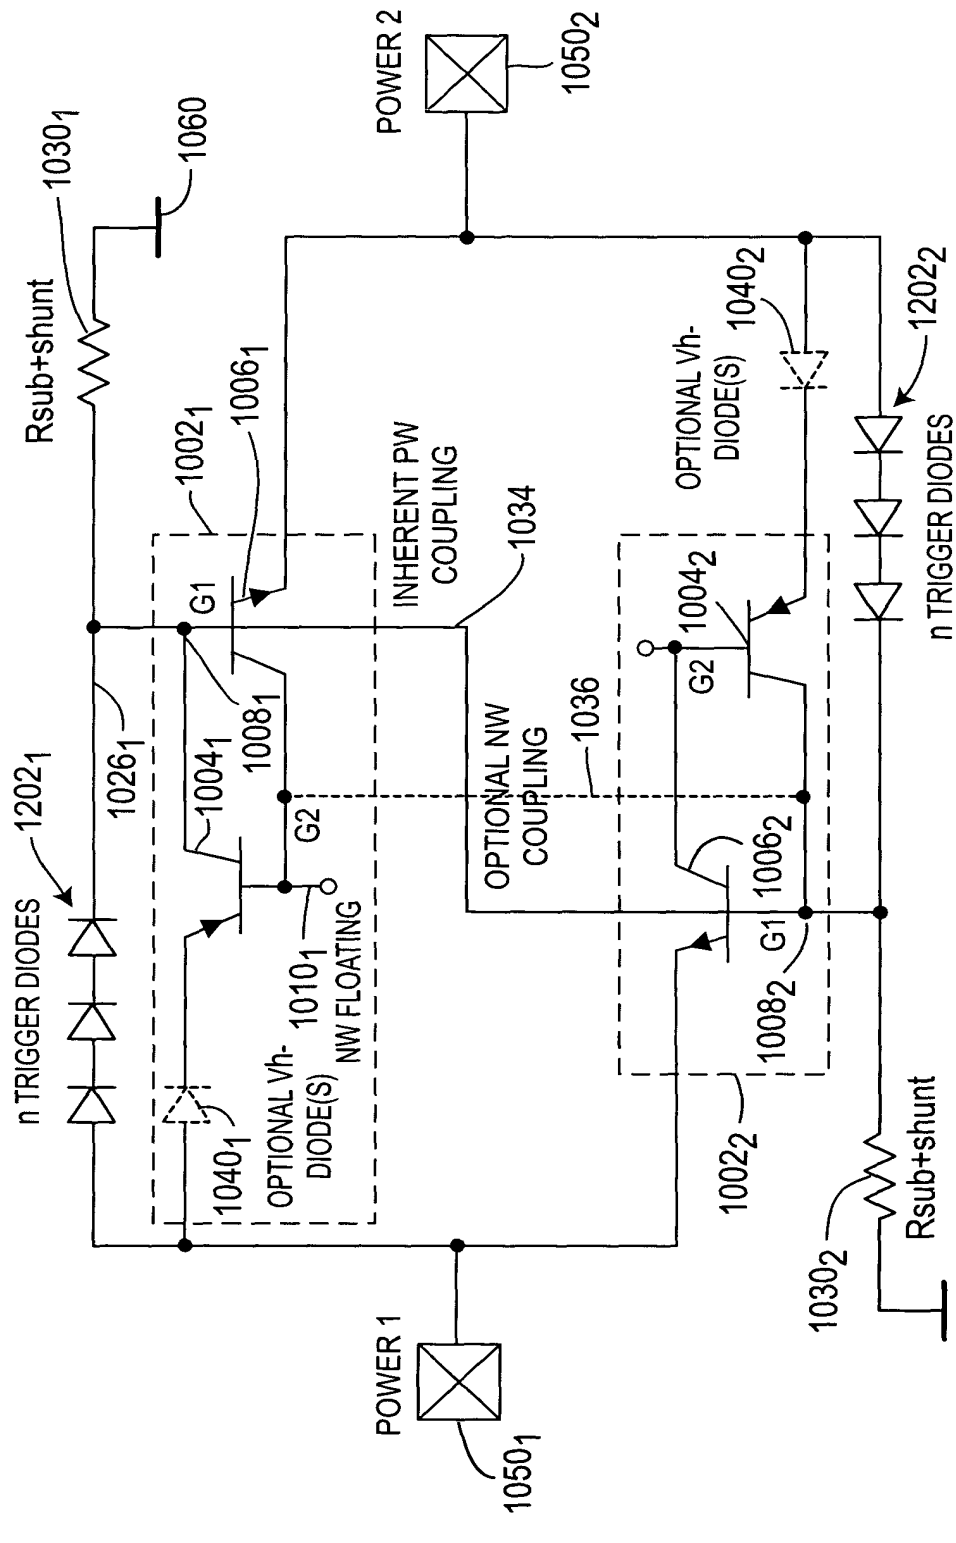 POWER 2
1050₂
1030₁
Rsub+shunt
1060
1002₁
1006₁
G1
INHERENT PW
COUPLING
1034
OPTIONAL Vh-
DIODE(S)
1040₂
1202₂
n TRIGGER DIODES
1004₂
G2
1036
OPTIONAL NW
COUPLING
1006₂
G1
1008₂
1202₁
n TRIGGER DIODES
1026₁
1004₁
1008₁
G2
1010₁
NW FLOATING
OPTIONAL Vh-
DIODE(S)
1040₁
1002₂
1030₂
Rsub+shunt
POWER 1
1050₁